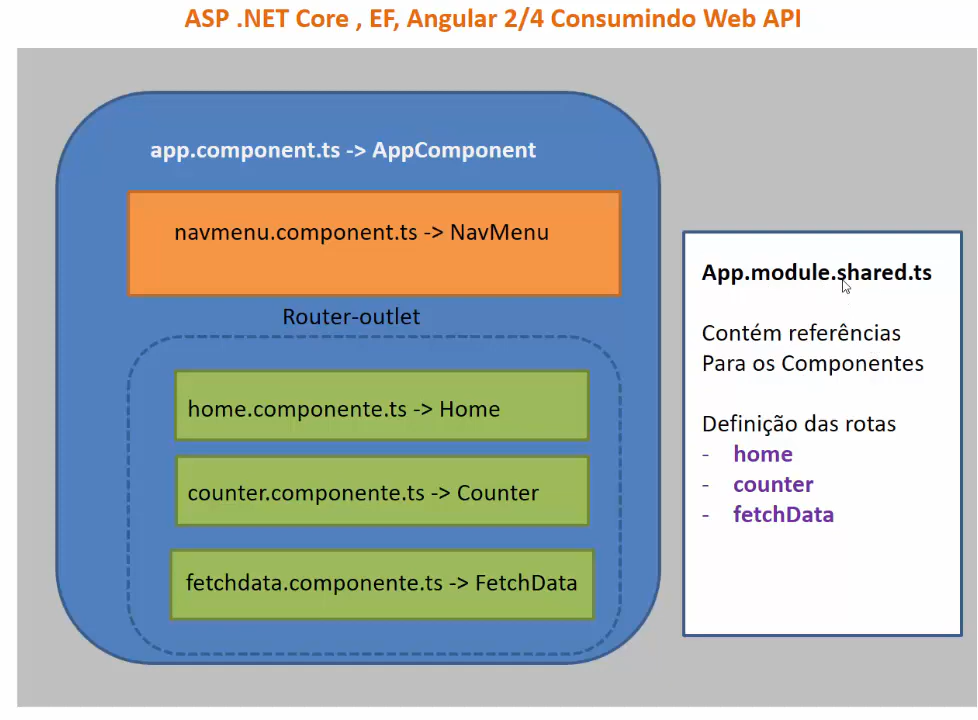 ASP .NET Core , EF, Angular 2/4 Consumindo Web API
app.component.ts -> AppComponent
navmenu.component.ts -> NavMenu
Router-outlet
home.componente.ts -> Home
counter.componente.ts -> Counter
fetchdata.componente.ts -> FetchData
App.module.shared.ts
Contém referências
Para os Componentes
Definição das rotas
- home
- counter
- fetchData